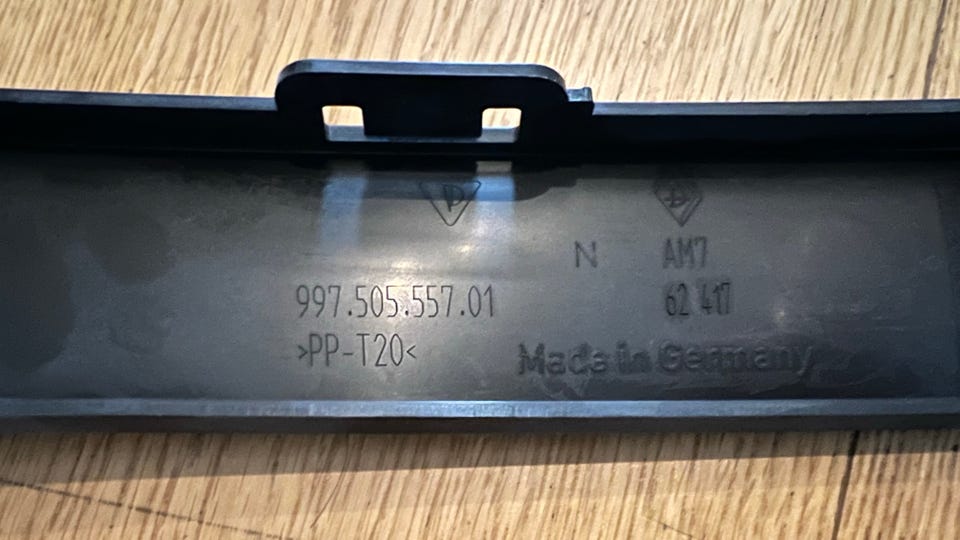 N AM7
997.505.557.01 62 417
>PP-T20<
Made in Germany